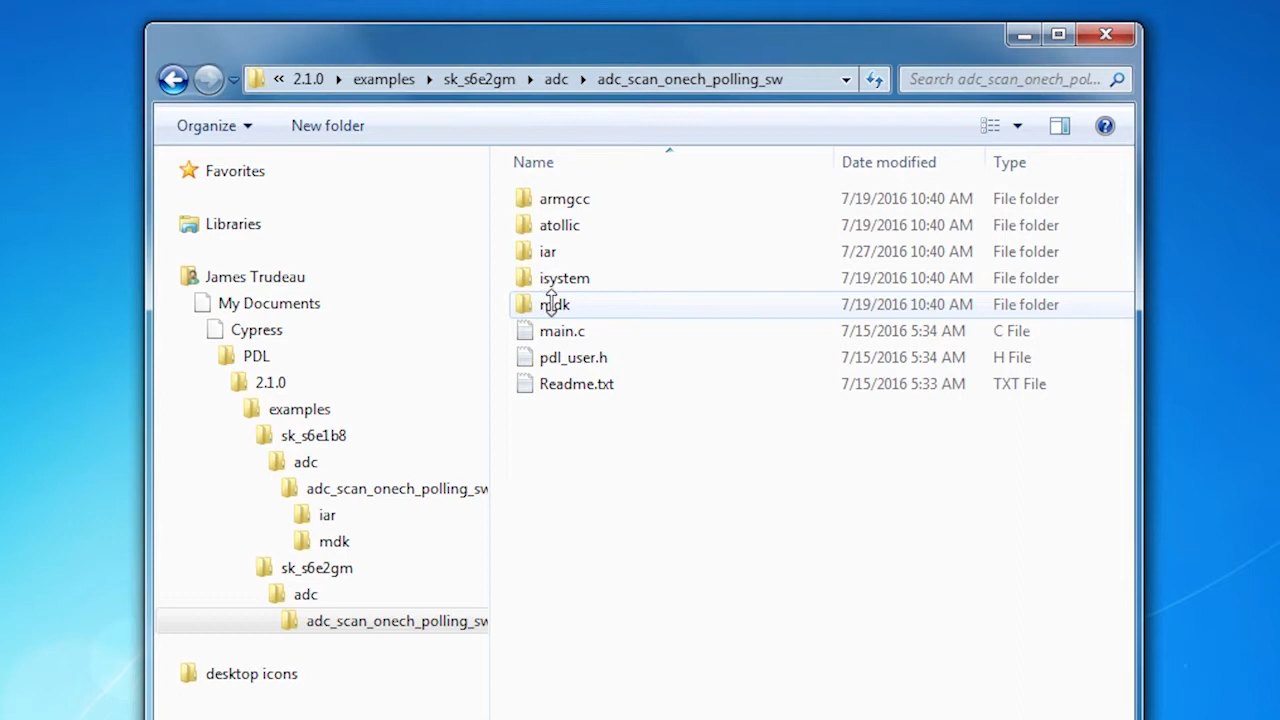 « 2.1.0 examples sk_s6e2gm adc adc_scan_onech_polling_sw Search adc_scan_onech_pol...
Organize New folder
Favorites
Libraries
James Trudeau
My Documents
Cypress
PDL
2.1.0
examples
sk_s6e1b8
adc
adc_scan_onech_polling_sw
iar
mdk
sk_s6e2gm
adc
adc_scan_onech_polling_sw
desktop icons
Name Date modified Type
armgcc 7/19/2016 10:40 AM File folder
atollic 7/19/2016 10:40 AM File folder
iar 7/27/2016 10:40 AM File folder
isystem 7/19/2016 10:40 AM File folder
mdk 7/19/2016 10:40 AM File folder
main.c 7/15/2016 5:34 AM C File
pdl_user.h 7/15/2016 5:34 AM H File
Readme.txt 7/15/2016 5:33 AM TXT File